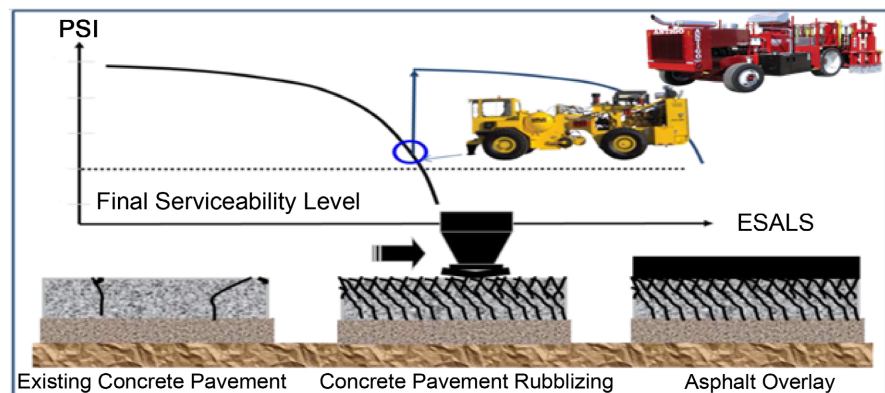 PSI
Final Serviceability Level
ESALS
Existing Concrete Pavement
Concrete Pavement Rubblizing
Asphalt Overlay